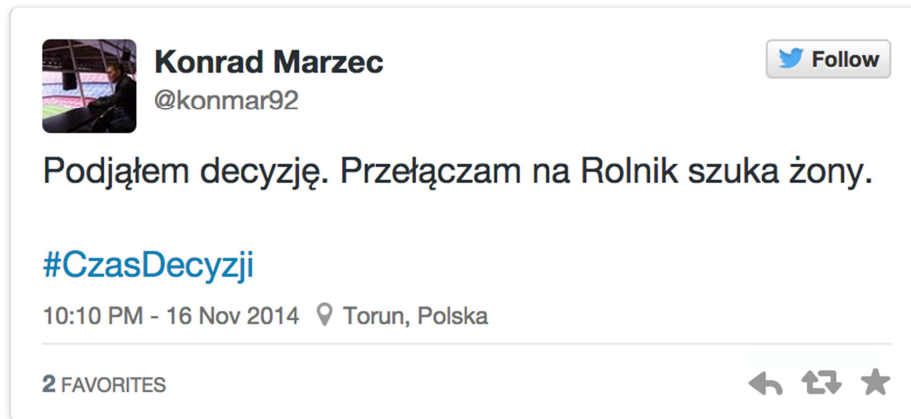 Konrad Marzec
@konmar92
Follow
Podjąłem decyzję. Przełączam na Rolnik szuka żony.
#CzasDecyzji
10:10 PM - 16 Nov 2014 Torun, Polska
2 FAVORITES